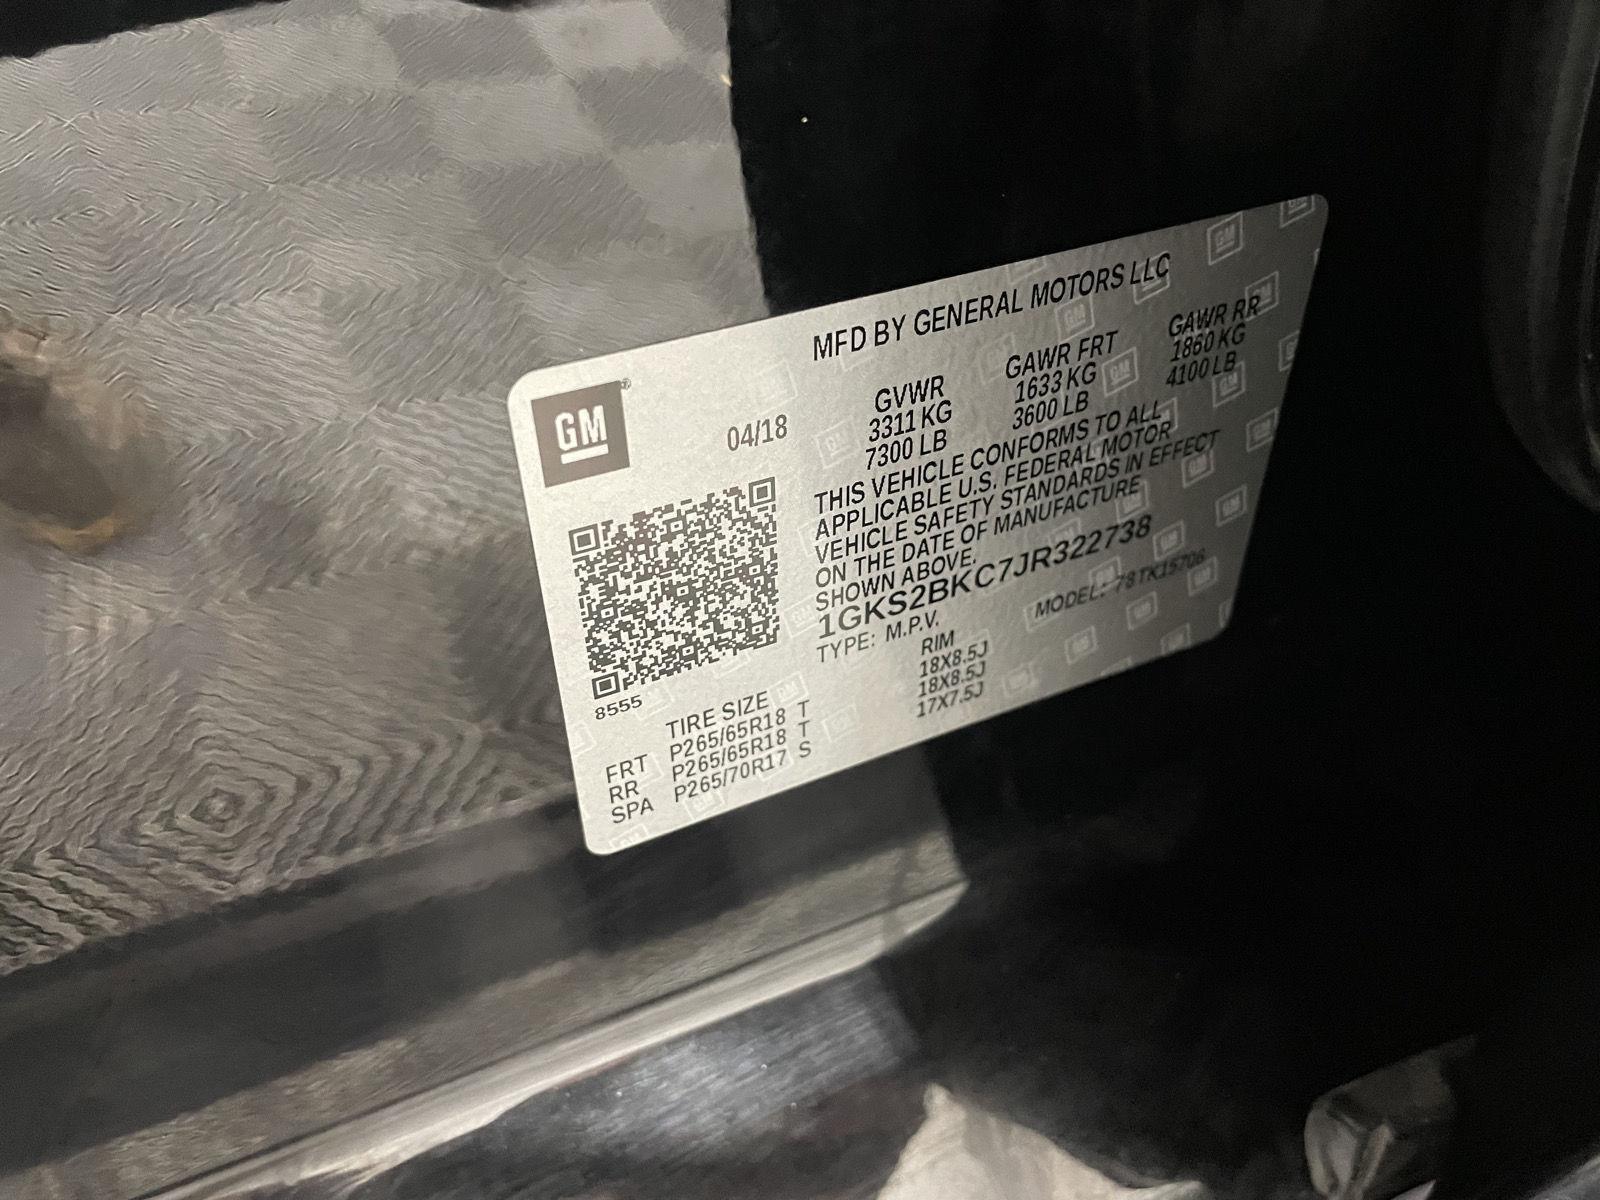 MFD BY GENERAL MOTORS LLC
GM
04/18
GVWR GAWR FRT GAWR RR
3311 KG 1633 KG 1860 KG
7300 LB 3600 LB 4100 LB
THIS VEHICLE CONFORMS TO ALL
APPLICABLE U.S. FEDERAL MOTOR
VEHICLE SAFETY STANDARDS IN EFFECT
ON THE DATE OF MANUFACTURE
SHOWN ABOVE.
1GKS2BKC7JR322738
TYPE: M.P.V. MODEL: 78TK15706
8555
TIRE SIZE RIM
FRT P265/65R18 T 18X8.5J
RR P265/65R18 T 18X8.5J
SPA P265/70R17 S 17X7.5J